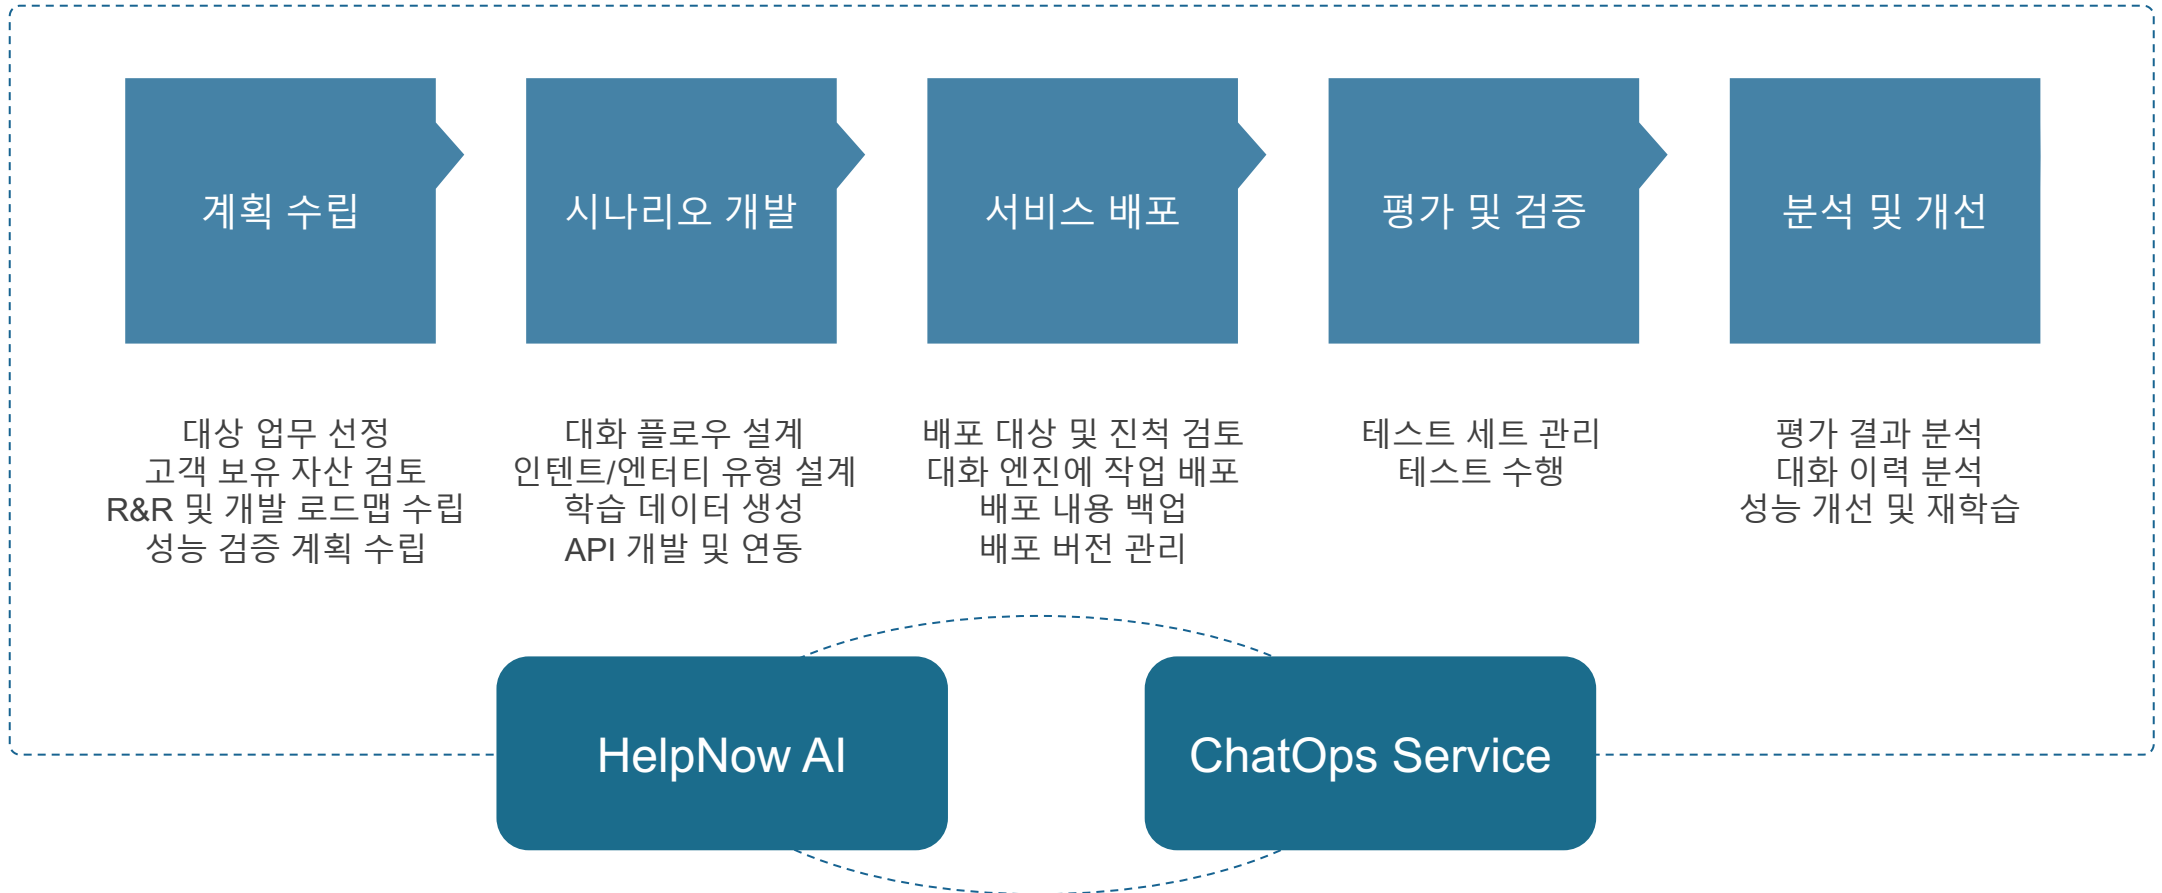 계획 수립
시나리오 개발
서비스 배포
평가 및 검증
분석 및 개선
대상 업무 선정
고객 보유 자산 검토
R&R 및 개발 로드맵 수립
성능 검증 계획 수립
대화 플로우 설계
인텐트/엔터티 유형 설계
학습 데이터 생성
API 개발 및 연동
배포 대상 및 진척 검토
대화 엔진에 작업 배포
배포 내용 백업
배포 버전 관리
테스트 세트 관리
테스트 수행
평가 결과 분석
대화 이력 분석
성능 개선 및 재학습
HelpNow AI
ChatOps Service